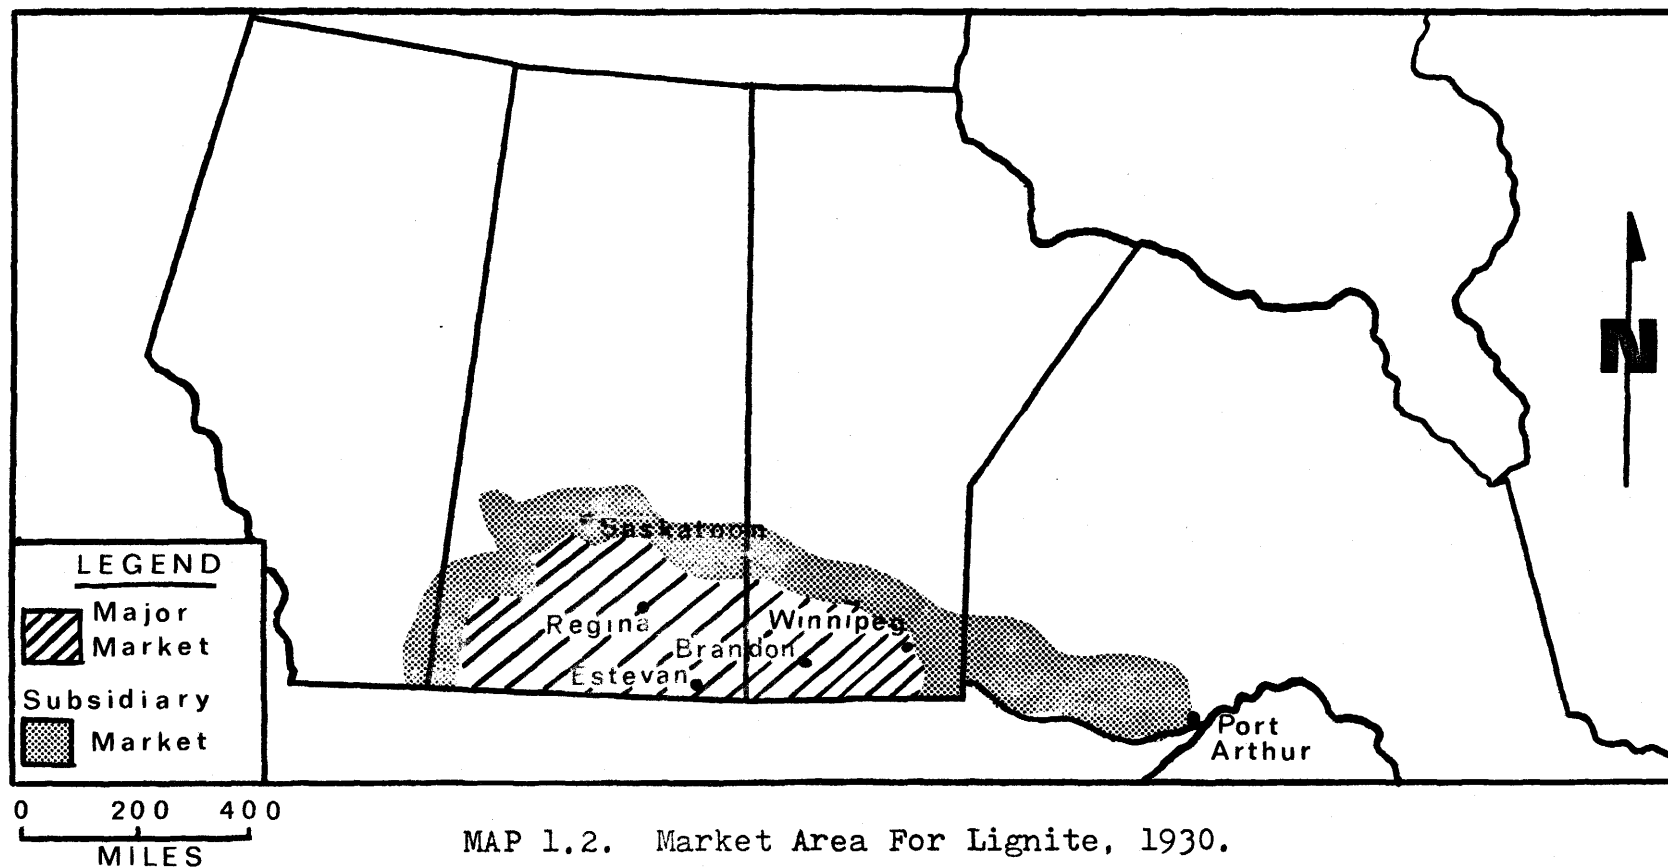 Saskatoon
Regina
Winnipeg
Brandon
Estevan
Port
Arthur
N
LEGEND
Major
Market
Subsidiary
Market
0 200 400
MILES
MAP 1.2. Market Area For Lignite, 1930.